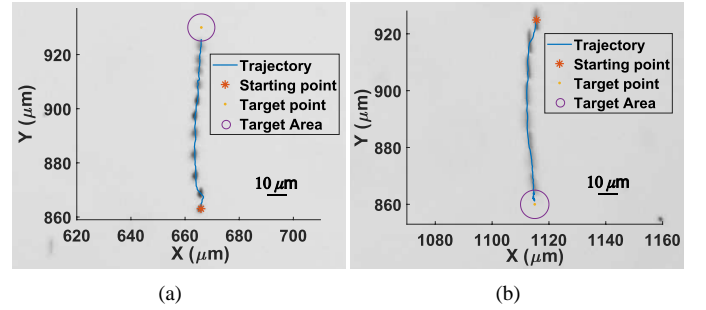 920
900
880
860
Y (μm)
620
640
660
680
700
X (μm)
Trajectory
Starting point
Target point
Target Area
10 μm
(a)
920
900
880
860
Y (μm)
1080
1100
1120
1140
1160
X (μm)
Trajectory
Starting point
Target point
Target Area
10 μm
(b)